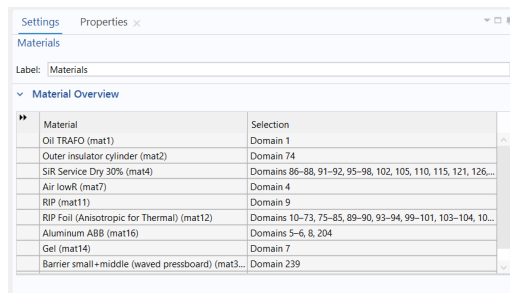 Settings Properties
Materials
Label: Materials
Material Overview
Material Selection
Oil TRAFO (mat1) Domain 1
Outer insulator cylinder (mat2) Domain 74
SiR Service Dry 30% (mat4) Domains 86–88, 91–92, 95–98, 102, 105, 110, 115, 121, 126,...
Air lowR (mat7) Domain 4
RIP (mat11) Domain 9
RIP Foil (Anisotropic for Thermal) (mat12) Domains 10–73, 75–85, 89–90, 93–94, 99–101, 103–104, 10...
Aluminum ABB (mat16) Domains 5–6, 8, 204
Gel (mat14) Domain 7
Barrier small+middle (waved pressboard) (mat3... Domain 239